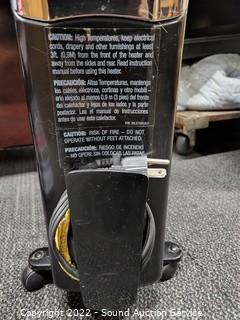 CAUTION: High Temperatures, keep electrical
cords, drapery and other furnishings at least
3ft. (0.9M) from the front of the heater and
away from the sides and rear. Read instruction
manual before using this heater.
PRECAUCIÓN: Altas Temperaturas, mantenga
los cables eléctricos, cortinas y otro mobili-
ario alejado al menos 0,9 m (3 pies) del frente
del calefactor y lejos de los lados y la parte
posterior. Lea el manual de instrucciones
antes de usar este calefactor.
CAUTION: RISK OF FIRE – DO NOT
OPERATE WITHOUT FEET ATTACHED.
PRECAUCIÓN: RIESGO DE INCENDIO
- NO OPERE SIN COLOCAR LAS PATAS.
Copyright 2022 - Sound Auction Service